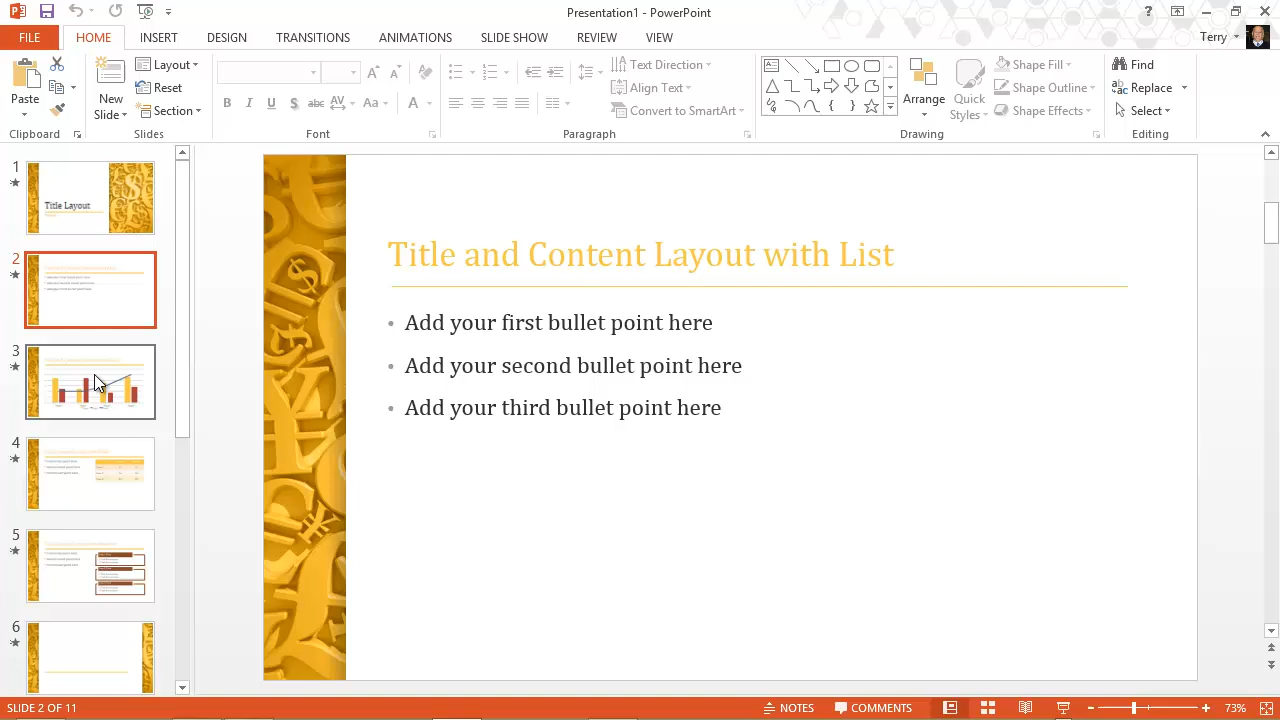 Presentation1 - PowerPoint
FILE
HOME
INSERT
DESIGN
TRANSITIONS
ANIMATIONS
SLIDE SHOW
REVIEW
VIEW
Terry
Paste
Clipboard
New
Slide
Layout
Reset
Section
Slides
B I U S abc AV Aa A
Font
Text Direction
Align Text
Convert to SmartArt
Paragraph
Arrange
Quick
Styles
Shape Fill
Shape Outline
Shape Effects
Drawing
Find
Replace
Select
Editing
1
Title Layout
2
3
4
5
6
Title and Content Layout with List
• Add your first bullet point here
• Add your second bullet point here
• Add your third bullet point here
SLIDE 2 OF 11
NOTES
COMMENTS
73%